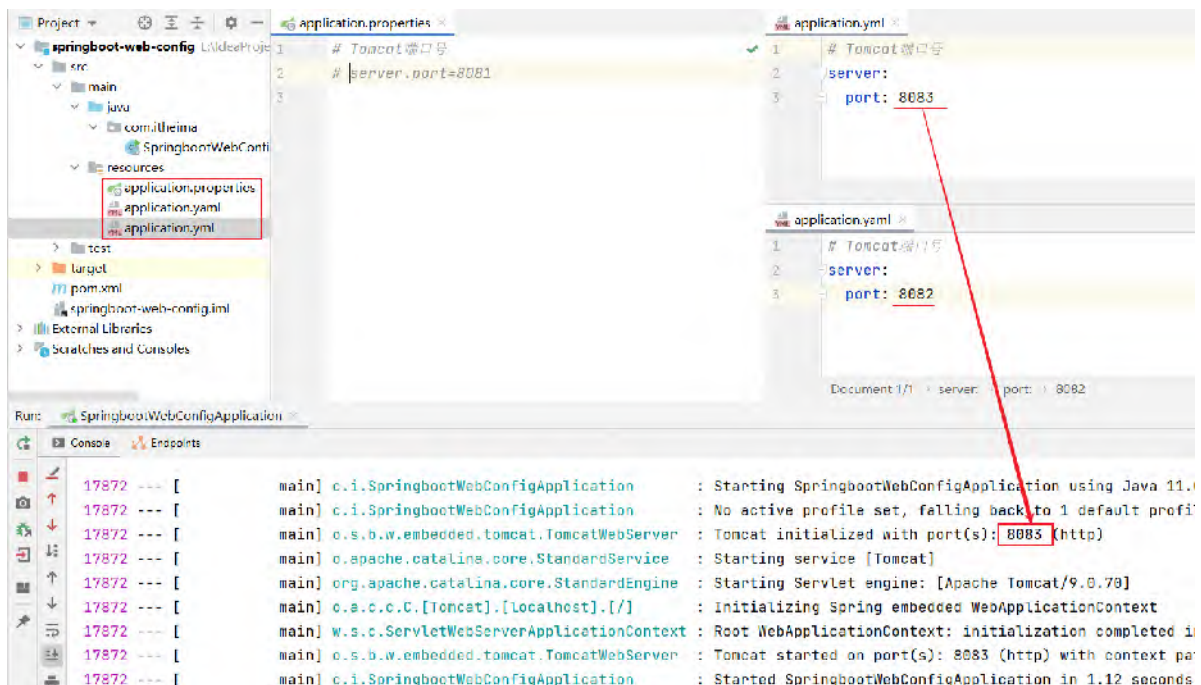 Project
springboot-web-config L:\IdeaProje
src
main
java
com.itheima
SpringbootWebConfi
resources
application.properties
application.yaml
application.yml
test
target
pom.xml
springboot-web-config.iml
External Libraries
Scratches and Consoles
application.properties
1 # Tomcat端口号
2 # server.port=8081
3
application.yml
1 # Tomcat端口号
2 server:
3 port: 8083
application.yaml
1 # Tomcat端口号
2 server:
3 port: 8082
Document 1/1 server: port: 8082
Run: SpringbootWebConfigApplication
Console Endpoints
17872 --- [ main] c.i.SpringbootWebConfigApplication : Starting SpringbootWebConfigApplication using Java 11.
17872 --- [ main] c.i.SpringbootWebConfigApplication : No active profile set, falling back to 1 default profil
17872 --- [ main] o.s.b.w.embedded.tomcat.TomcatWebServer : Tomcat initialized with port(s): 8083 (http)
17872 --- [ main] o.apache.catalina.core.StandardService : Starting service [Tomcat]
17872 --- [ main] org.apache.catalina.core.StandardEngine : Starting Servlet engine: [Apache Tomcat/9.0.70]
17872 --- [ main] o.a.c.c.C.[Tomcat].[localhost].[/] : Initializing Spring embedded WebApplicationContext
17872 --- [ main] w.s.c.ServletWebServerApplicationContext : Root WebApplicationContext: initialization completed i
17872 --- [ main] o.s.b.w.embedded.tomcat.TomcatWebServer : Tomcat started on port(s): 8083 (http) with context pa
17872 --- [ main] c.i.SpringbootWebConfigApplication : Started SpringbootWebConfigApplication in 1.12 seconds